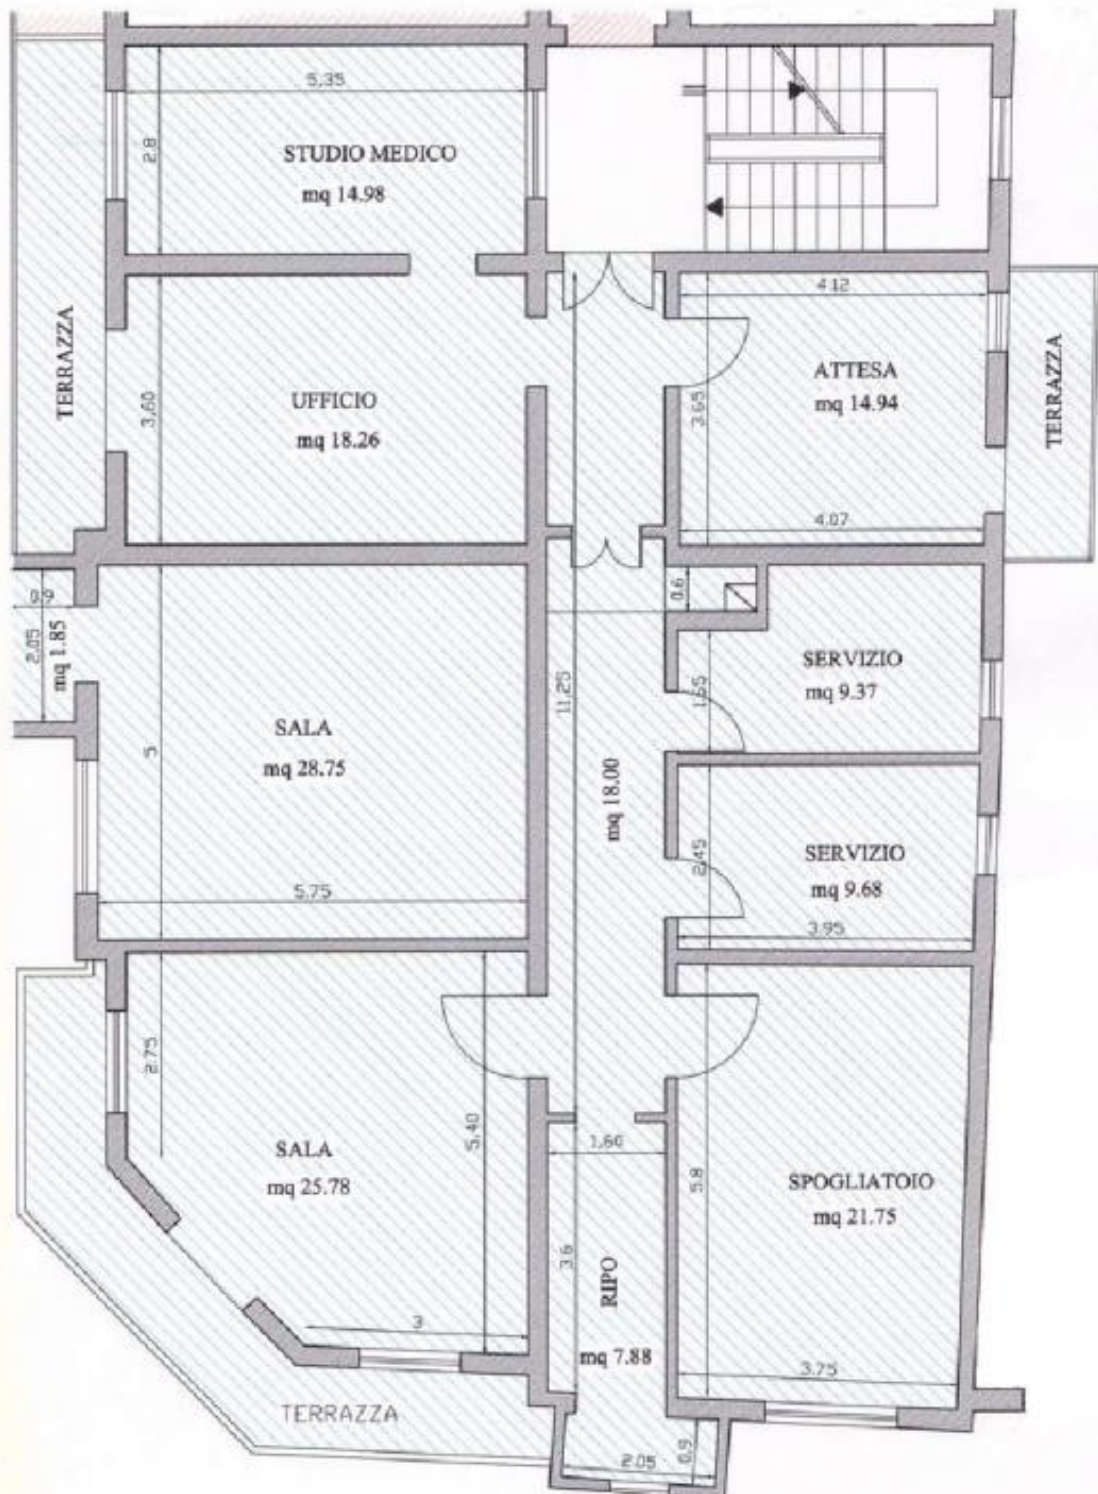 5,35
2.8
STUDIO MEDICO
mq 14.98
TERRAZZA
4.12
3,60
UFFICIO
mq 18.26
3.65
ATTESA
mq 14.94
TERRAZZA
4.07
0.9
2.05
mq 1.85
0.6
SERVIZIO
mq 9.37
1.55
11,25
SALA
mq 28.75
5
mq 18.00
5.75
2.45
SERVIZIO
mq 9.68
3.95
2.75
5,40
SALA
mq 25.78
1,60
5.8
SPOGLIATOIO
mq 21.75
3.6
RIPO
mq 7.88
3
3.75
TERRAZZA
2.05
0.9